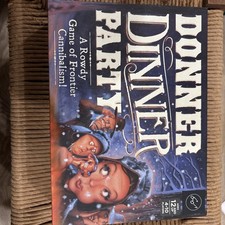 DONNER
DINNER
PARTY
A Rowdy
Game of Frontier
Cannibalism!